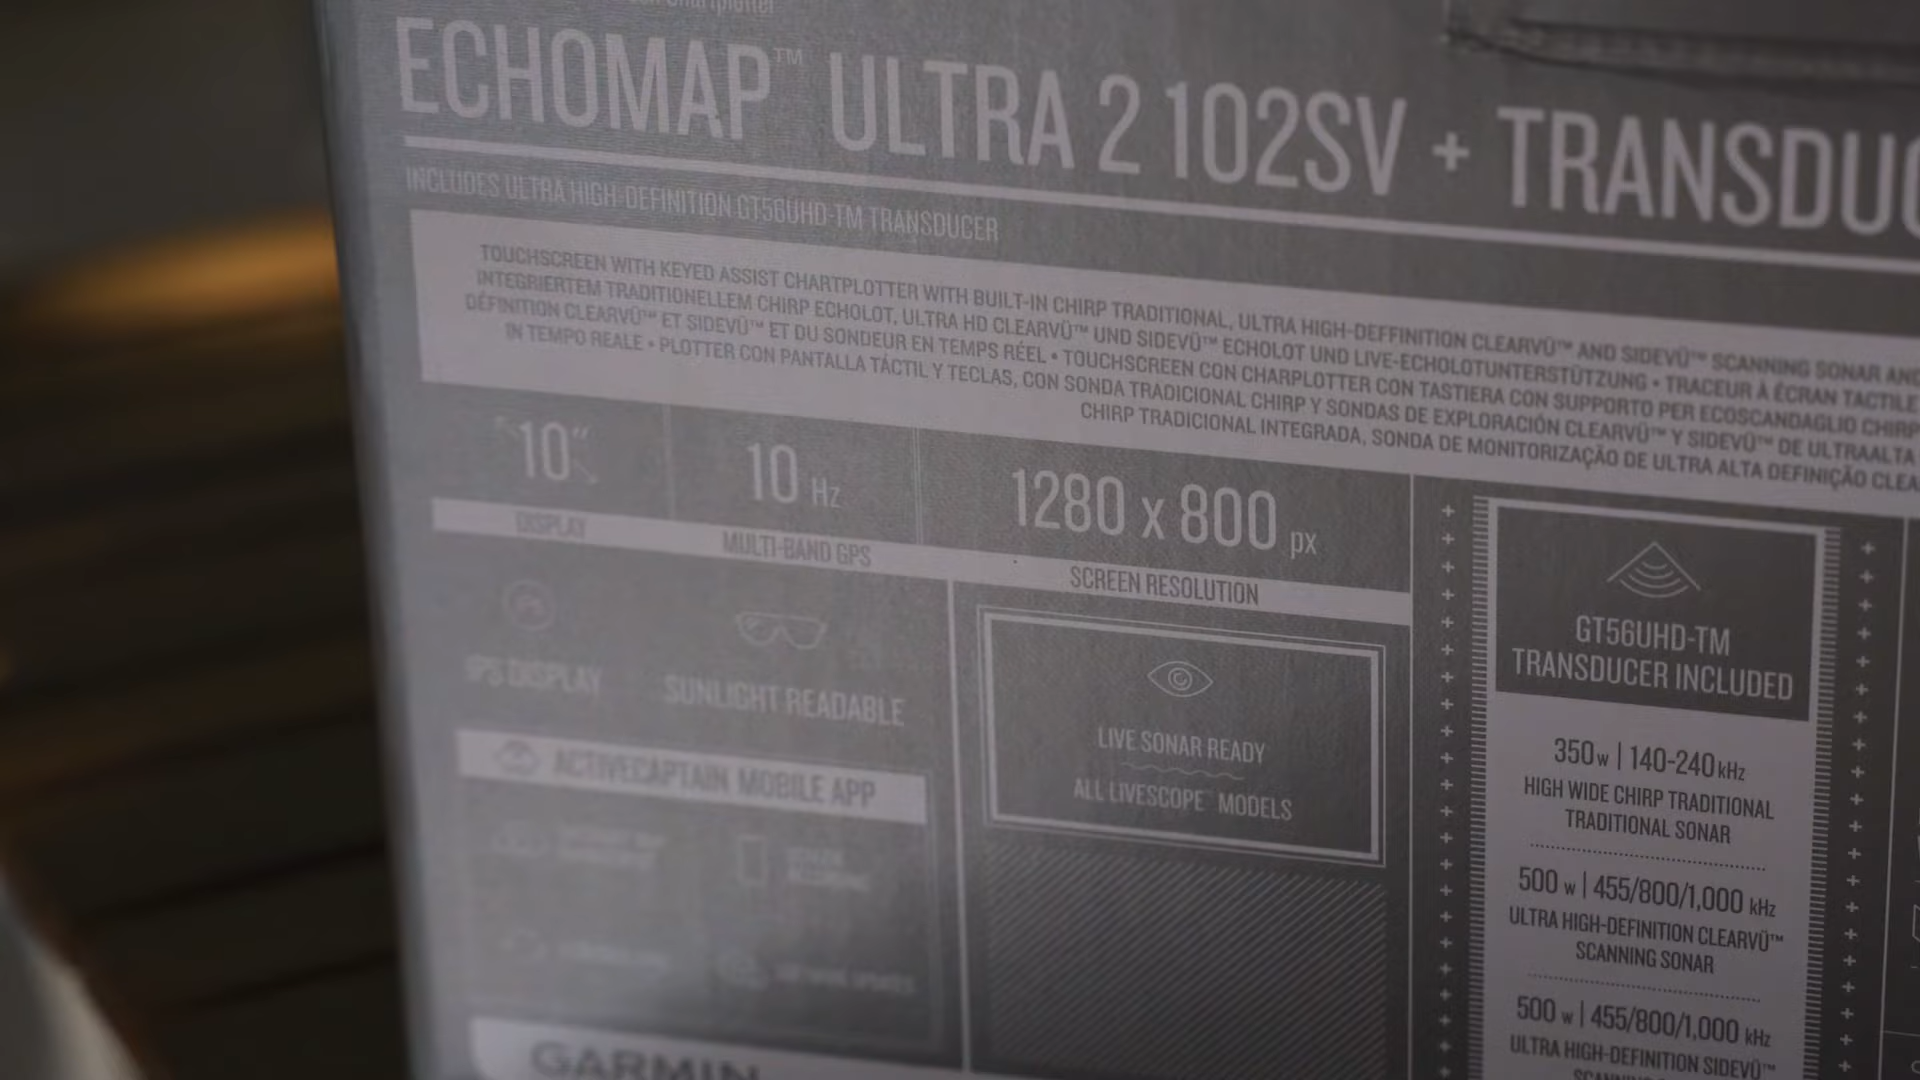 Chartplotter
ECHOMAP™ ULTRA 2 102SV + TRANSDUC
INCLUDES ULTRA HIGH-DEFINITION GT56UHD-TM TRANSDUCER
TOUCHSCREEN WITH KEYED ASSIST CHARTPLOTTER WITH BUILT-IN CHIRP TRADITIONAL, ULTRA HIGH-DEFFINITION CLEARVÜ™ AND SIDEVÜ™ SCANNING SONAR AND
INTEGRIERTEM TRADITIONELLEM CHIRP ECHOLOT, ULTRA HD CLEARVÜ™ UND SIDEVÜ™ ECHOLOT UND LIVE-ECHOLOTUNTERSTÜTZUNG • TRACEUR À ÉCRAN TACTILE
DÉFINITION CLEARVÜ™ ET SIDEVÜ™ ET DU SONDEUR EN TEMPS RÉEL • TOUCHSCREEN CON CHARPLOTTER CON TASTIERA CON SUPPORTO PER ECOSCANDAGLIO CHIRP
IN TEMPO REALE • PLOTTER CON PANTALLA TÁCTIL Y TECLAS, CON SONDA TRADICIONAL CHIRP Y SONDAS DE EXPLORACIÓN CLEARVÜ™ Y SIDEVÜ™ DE ULTRAALTA
CHIRP TRADICIONAL INTEGRADA, SONDA DE MONITORIZAÇÃO DE ULTRA ALTA DEFINIÇÃO CLEA
10"
DISPLAY
10 Hz
MULTI-BAND GPS
1280 x 800 px
SCREEN RESOLUTION
IPS DISPLAY
SUNLIGHT READABLE
ACTIVECAPTAIN MOBILE APP
LIVE SONAR READY
ALL LIVESCOPE MODELS
GT56UHD-TM
TRANSDUCER INCLUDED
350 w | 140-240 kHz
HIGH WIDE CHIRP TRADITIONAL
TRADITIONAL SONAR
500 w | 455/800/1,000 kHz
ULTRA HIGH-DEFINITION CLEARVÜ™
SCANNING SONAR
500 w | 455/800/1,000 kHz
ULTRA HIGH-DEFINITION SIDEVÜ™
GARMIN